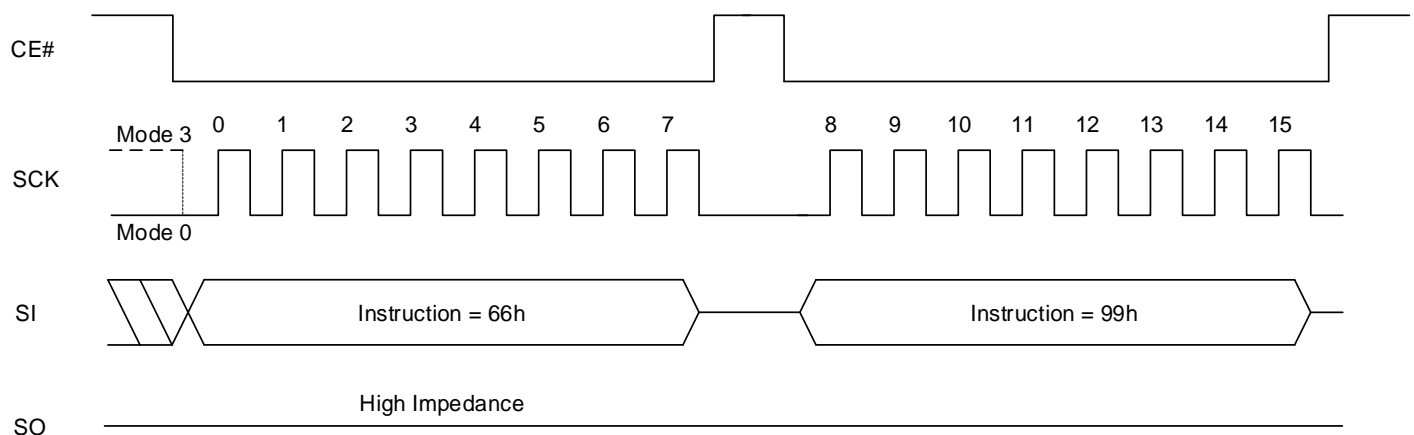 CE#
Mode 3 0 1 2 3 4 5 6 7 8 9 10 11 12 13 14 15
SCK
Mode 0
SI Instruction = 66h Instruction = 99h
High Impedance
SO